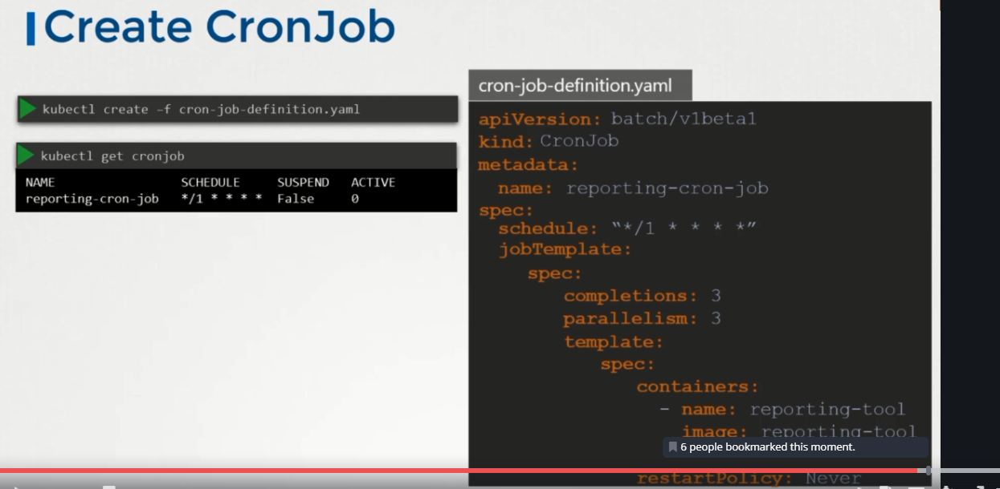 Create CronJob
kubectl create -f cron-job-definition.yaml
kubectl get cronjob
NAME SCHEDULE SUSPEND ACTIVE
reporting-cron-job */1 * * * * False 0
cron-job-definition.yaml
apiVersion: batch/v1beta1
kind: CronJob
metadata:
name: reporting-cron-job
spec:
schedule: “*/1 * * * *”
jobTemplate:
spec:
completions: 3
parallelism: 3
template:
spec:
containers:
- name: reporting-tool
image: reporting-tool
6 people bookmarked this moment.
restartPolicy: Never